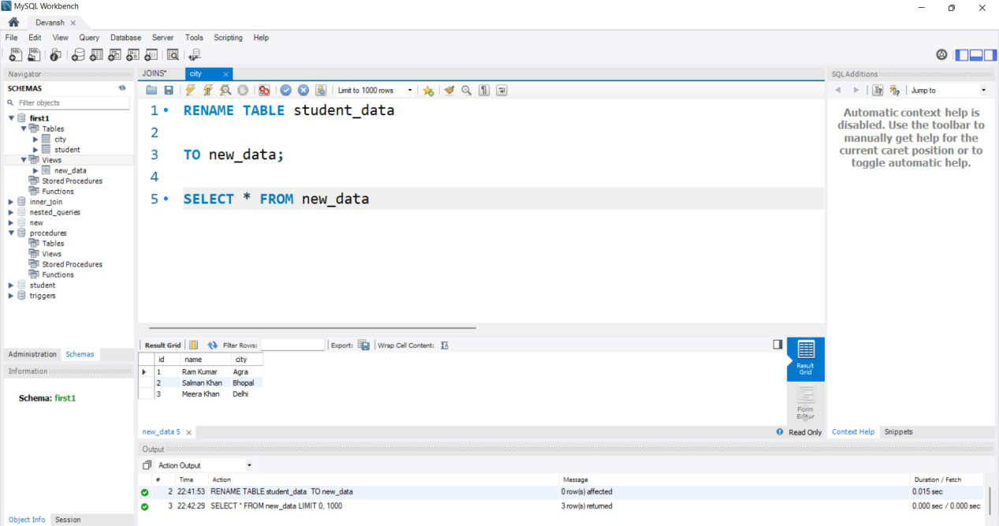 MySQL Workbench
Devansh
File Edit View Query Database Server Tools Scripting Help
Navigator
SCHEMAS
Filter objects
first1
Tables
city
student
Views
new_data
Stored Procedures
Functions
inner_join
nested_queries
new
procedures
Tables
Views
Stored Procedures
Functions
student
triggers
Administration Schemas
Information
Schema: first1
Object Info Session
JOINS* city
Limit to 1000 rows
1 RENAME TABLE student_data
2
3 TO new_data;
4
5 SELECT * FROM new_data
Result Grid Filter Rows: Export: Wrap Cell Content:
id name city
1 Ram Kumar Agra
2 Salman Khan Bhopal
3 Meera Khan Delhi
Result
Grid
Form
Editor
new_data 5 Read Only
SQLAdditions
Jump to
Automatic context help is
disabled. Use the toolbar to
manually get help for the
current caret position or to
toggle automatic help.
Context Help Snippets
Output
Action Output
# Time Action Message Duration / Fetch
2 22:41:53 RENAME TABLE student_data TO new_data 0 row(s) affected 0.015 sec
3 22:42:29 SELECT * FROM new_data LIMIT 0, 1000 3 row(s) returned 0.000 sec / 0.000 sec